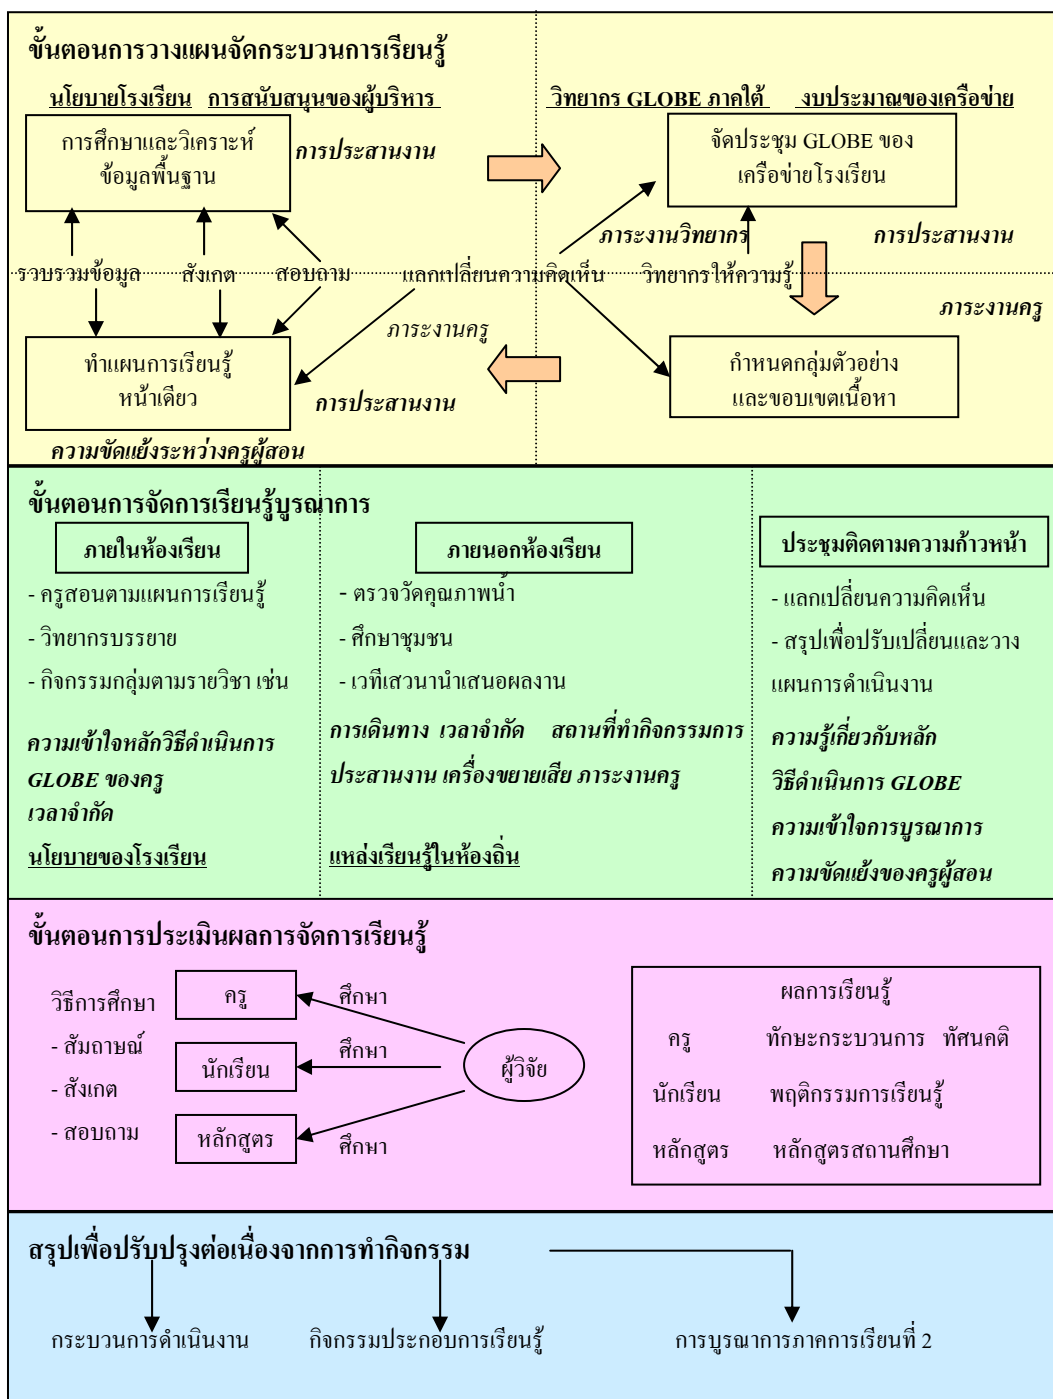 ขั้นตอนการวางแผนจัดกระบวนการเรียนรู้
นโยบายโรงเรียน การสนับสนุนของผู้บริหาร
วิทยากร GLOBE ภาคใต้ งบประมาณของเครือข่าย
การศึกษาและวิเคราะห์
ข้อมูลพื้นฐาน
การประสานงาน
จัดประชุม GLOBE ของ
เครือข่ายโรงเรียน
ภาระงานวิทยากร
การประสานงาน
รวบรวมข้อมูล สังเกต สอบถาม แลกเปลี่ยนความคิดเห็น วิทยากรให้ความรู้
ภาระงานครู
ภาระงานครู
ทำแผนการเรียนรู้
หน้าเดียว
การประสานงาน
กำหนดกลุ่มตัวอย่าง
และขอบเขตเนื้อหา
ความขัดแย้งระหว่างครูผู้สอน
ขั้นตอนการจัดการเรียนรู้บูรณาการ
ภายในห้องเรียน
- ครูสอนตามแผนการเรียนรู้
- วิทยากรบรรยาย
- กิจกรรมกลุ่มตามรายวิชา เช่น
ความเข้าใจหลักวิธีดำเนินการ
GLOBE ของครู
เวลาจำกัด
นโยบายของโรงเรียน
ภายนอกห้องเรียน
- ตรวจวัดคุณภาพน้ำ
- ศึกษาชุมชน
- เวทีเสวนานำเสนอผลงาน
การเดินทาง เวลาจำกัด สถานที่ทำกิจกรรมการ
ประสานงาน เครื่องขยายเสีย ภาระงานครู
แหล่งเรียนรู้ในท้องถิ่น
ประชุมติดตามความก้าวหน้า
- แลกเปลี่ยนความคิดเห็น
- สรุปเพื่อปรับเปลี่ยนและวาง
แผนการดำเนินงาน
ความรู้เกี่ยวกับหลัก
วิธีดำเนินการ GLOBE
ความเข้าใจการบูรณาการ
ความขัดแย้งของครูผู้สอน
ขั้นตอนการประเมินผลการจัดการเรียนรู้
วิธีการศึกษา
- สัมภาษณ์
- สังเกต
- สอบถาม
ครู
นักเรียน
หลักสูตร
ศึกษา
ศึกษา
ศึกษา
ผู้วิจัย
ผลการเรียนรู้
ครู ทักษะกระบวนการ ทัศนคติ
นักเรียน พฤติกรรมการเรียนรู้
หลักสูตร หลักสูตรสถานศึกษา
สรุปเพื่อปรับปรุงต่อเนื่องจากการทำกิจกรรม
กระบวนการดำเนินงาน กิจกรรมประกอบการเรียนรู้ การบูรณาการภาคการเรียนที่ 2